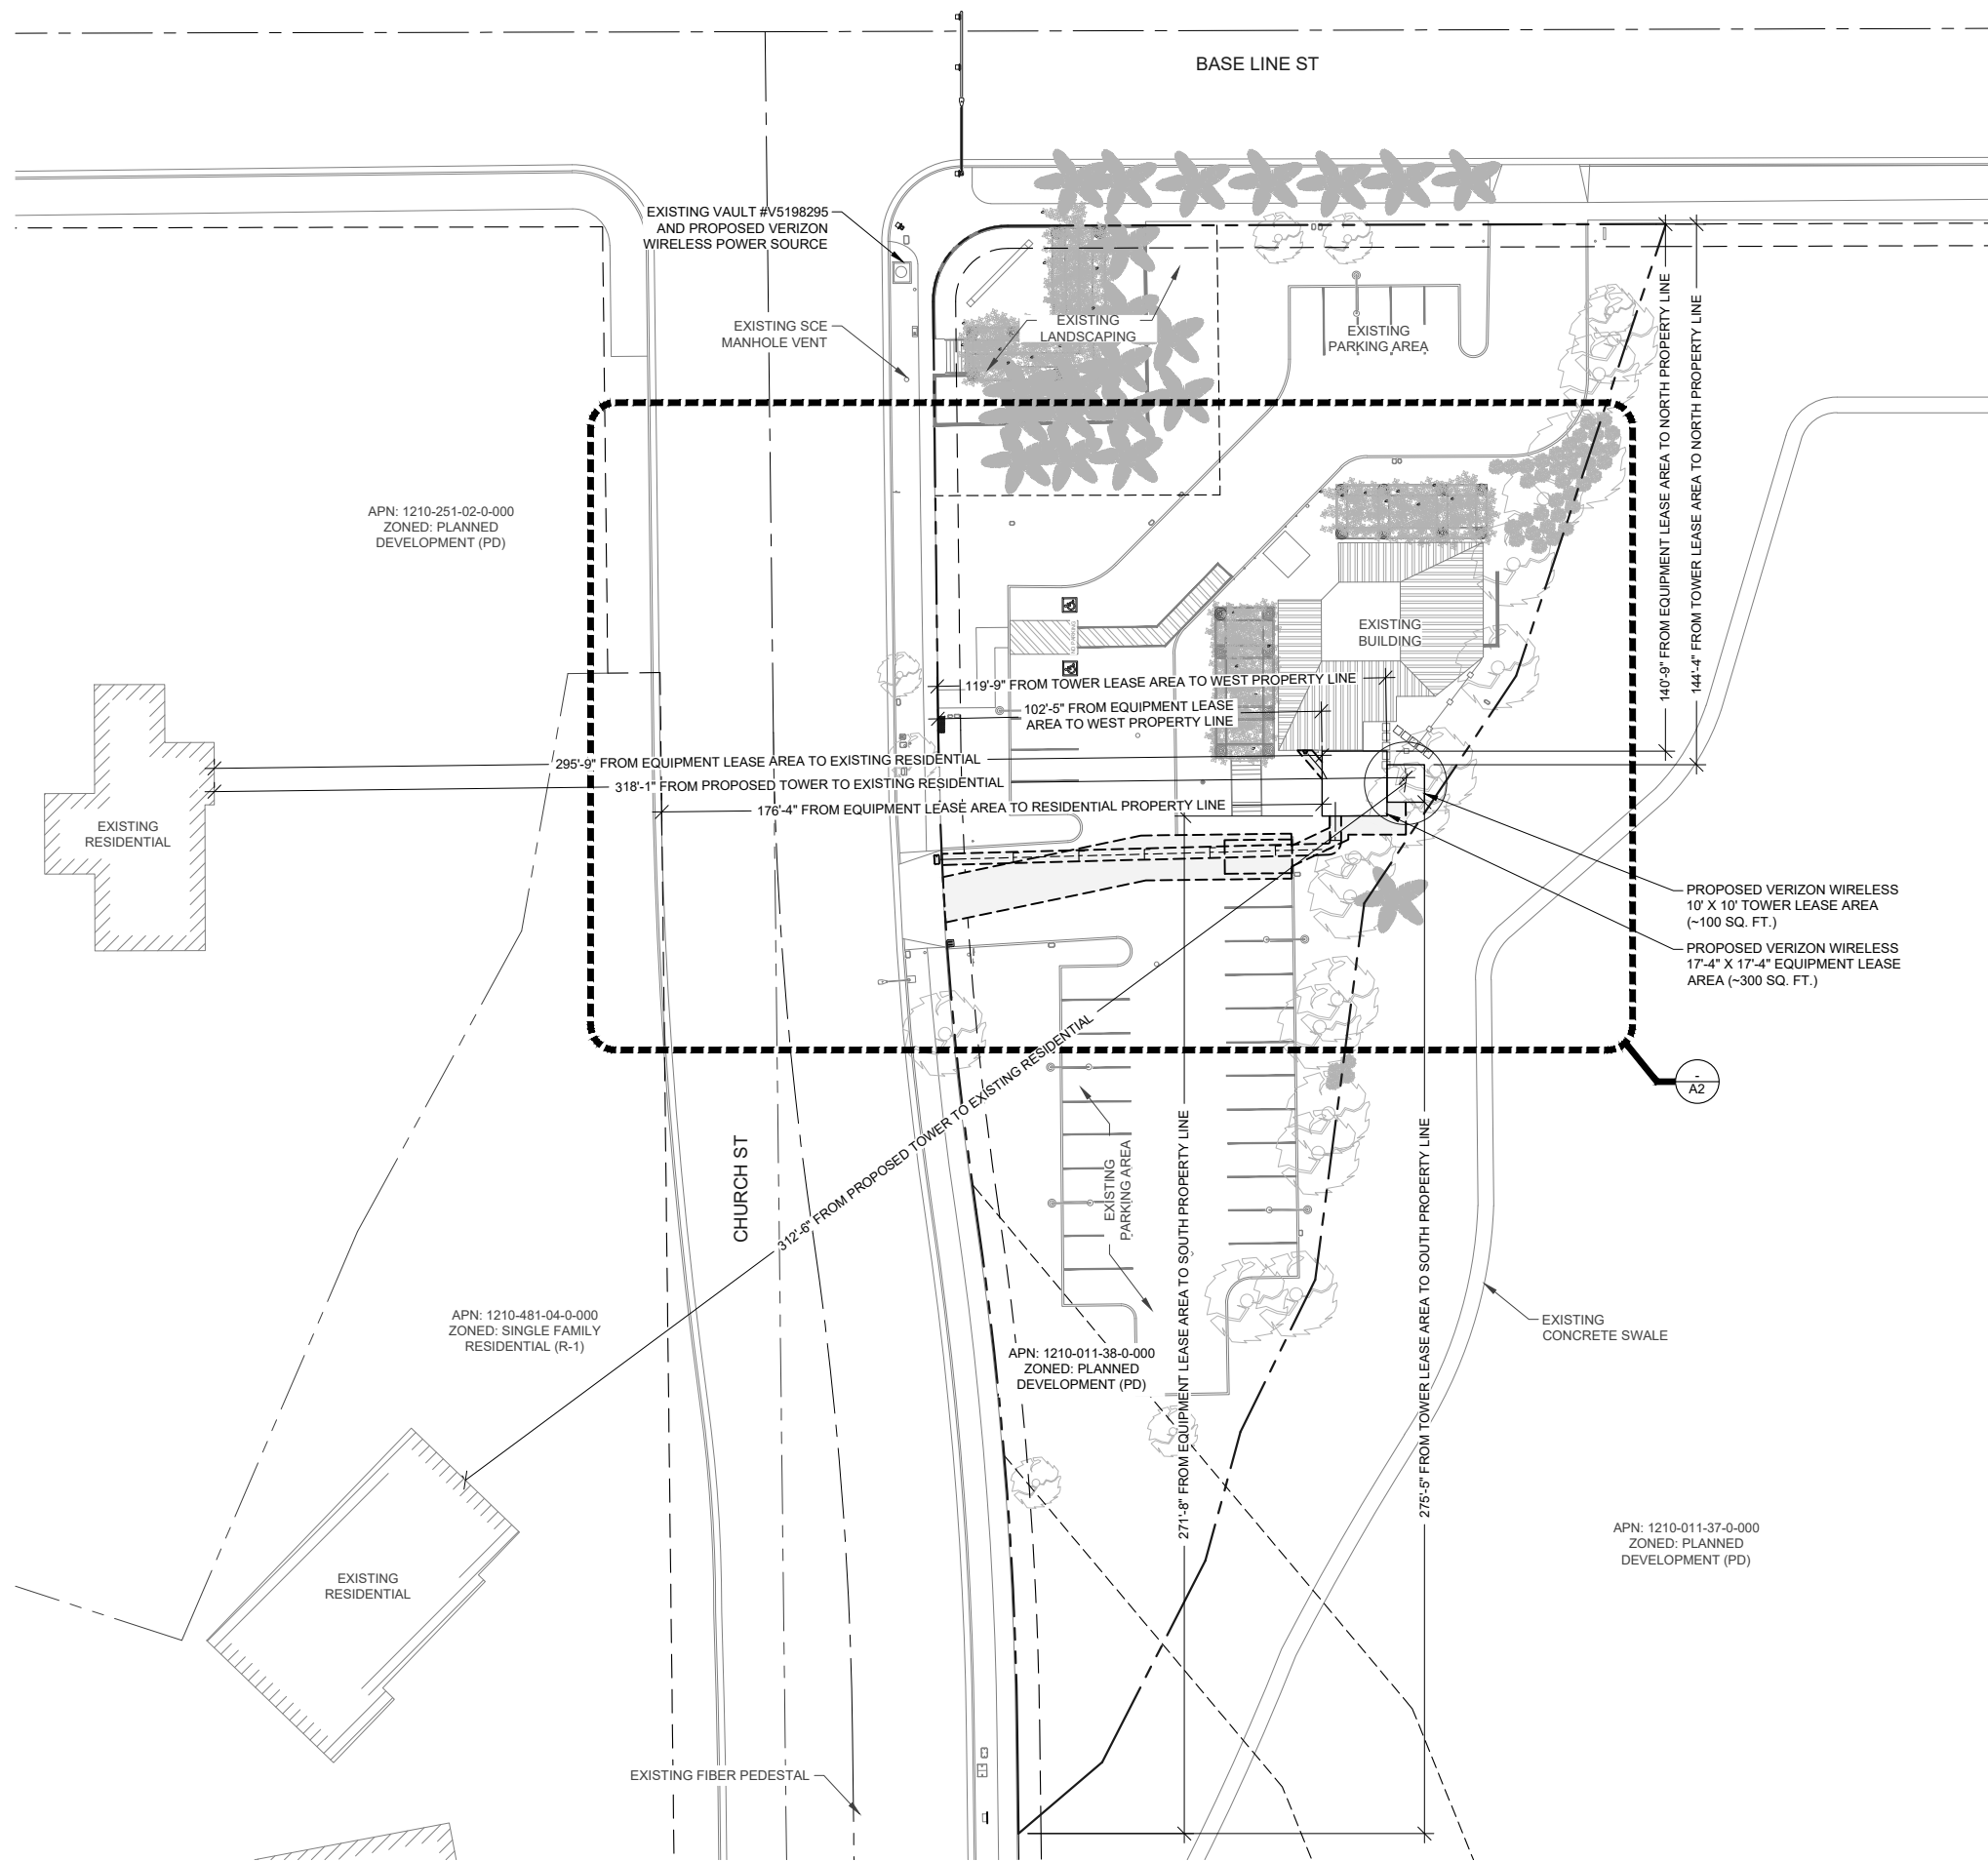 BASE LINE ST
EXISTING VAULT #V5198295
AND PROPOSED VERIZON
WIRELESS POWER SOURCE
EXISTING SCE
MANHOLE VENT
EXISTING
LANDSCAPING
EXISTING
PARKING AREA
140'-9" FROM EQUIPMENT LEASE AREA TO NORTH PROPERTY LINE
144'-4" FROM TOWER LEASE AREA TO NORTH PROPERTY LINE
APN: 1210-251-02-0-000
ZONED: PLANNED
DEVELOPMENT (PD)
NO PARKING
EXISTING
BUILDING
119'-9" FROM TOWER LEASE AREA TO WEST PROPERTY LINE
102'-5" FROM EQUIPMENT LEASE
AREA TO WEST PROPERTY LINE
295'-9" FROM EQUIPMENT LEASE AREA TO EXISTING RESIDENTIAL
318'-1" FROM PROPOSED TOWER TO EXISTING RESIDENTIAL
176'-4" FROM EQUIPMENT LEASE AREA TO RESIDENTIAL PROPERTY LINE
EXISTING
RESIDENTIAL
PROPOSED VERIZON WIRELESS
10' X 10' TOWER LEASE AREA
(~100 SQ. FT.)
PROPOSED VERIZON WIRELESS
17'-4" X 17'-4" EQUIPMENT LEASE
AREA (~300 SQ. FT.)
-
A2
312'-6" FROM PROPOSED TOWER TO EXISTING RESIDENTIAL
CHURCH ST
EXISTING
PARKING AREA
271'-8" FROM EQUIPMENT LEASE AREA TO SOUTH PROPERTY LINE
275'-5" FROM TOWER LEASE AREA TO SOUTH PROPERTY LINE
APN: 1210-481-04-0-000
ZONED: SINGLE FAMILY
RESIDENTIAL (R-1)
EXISTING
CONCRETE SWALE
APN: 1210-011-38-0-000
ZONED: PLANNED
DEVELOPMENT (PD)
APN: 1210-011-37-0-000
ZONED: PLANNED
DEVELOPMENT (PD)
EXISTING
RESIDENTIAL
EXISTING FIBER PEDESTAL